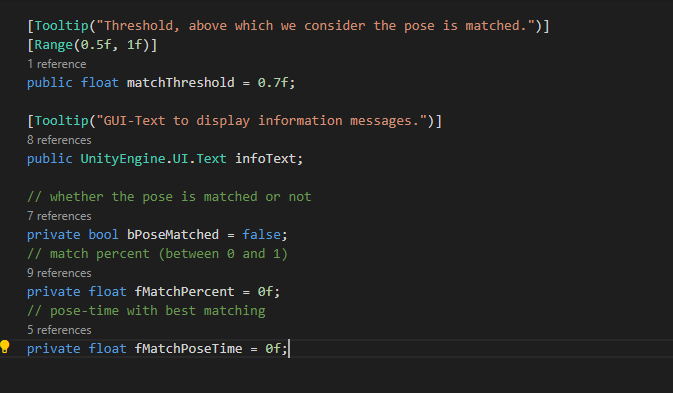 [Tooltip("Threshold, above which we consider the pose is matched.")]
[Range(0.5f, 1f)]
1 reference
public float matchThreshold = 0.7f;
[Tooltip("GUI-Text to display information messages.")]
8 references
public UnityEngine.UI.Text infoText;
// whether the pose is matched or not
7 references
private bool bPoseMatched = false;
// match percent (between 0 and 1)
9 references
private float fMatchPercent = 0f;
// pose-time with best matching
5 references
private float fMatchPoseTime = 0f;